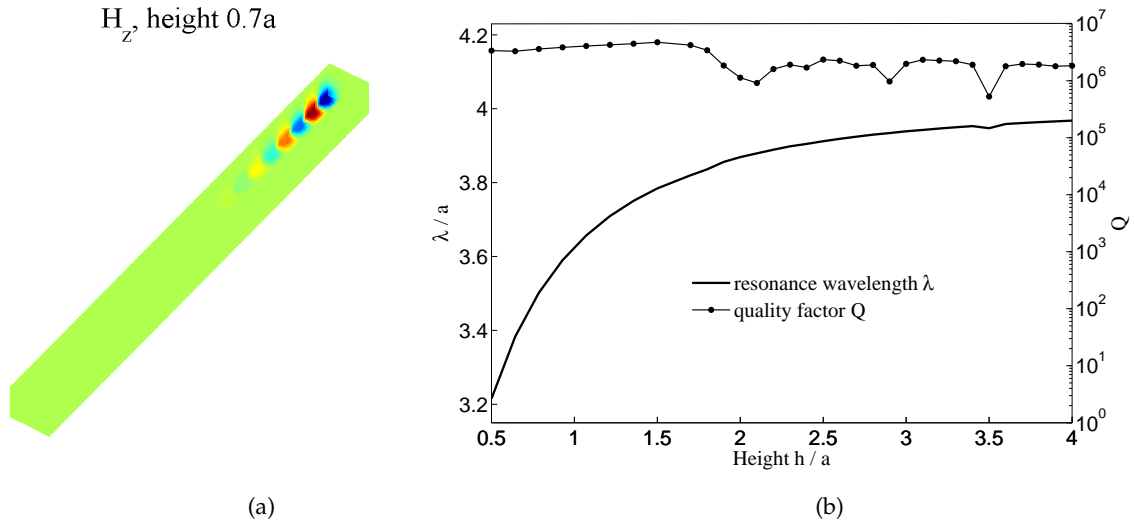 H_z, height 0.7a
4.2
4
3.8
3.6
3.4
3.2
λ / a
10^7
10^6
10^5
10^4
10^3
10^2
10^1
10^0
Q
resonance wavelength λ
quality factor Q
0.5 1 1.5 2 2.5 3 3.5 4
Height h / a
(a) (b)